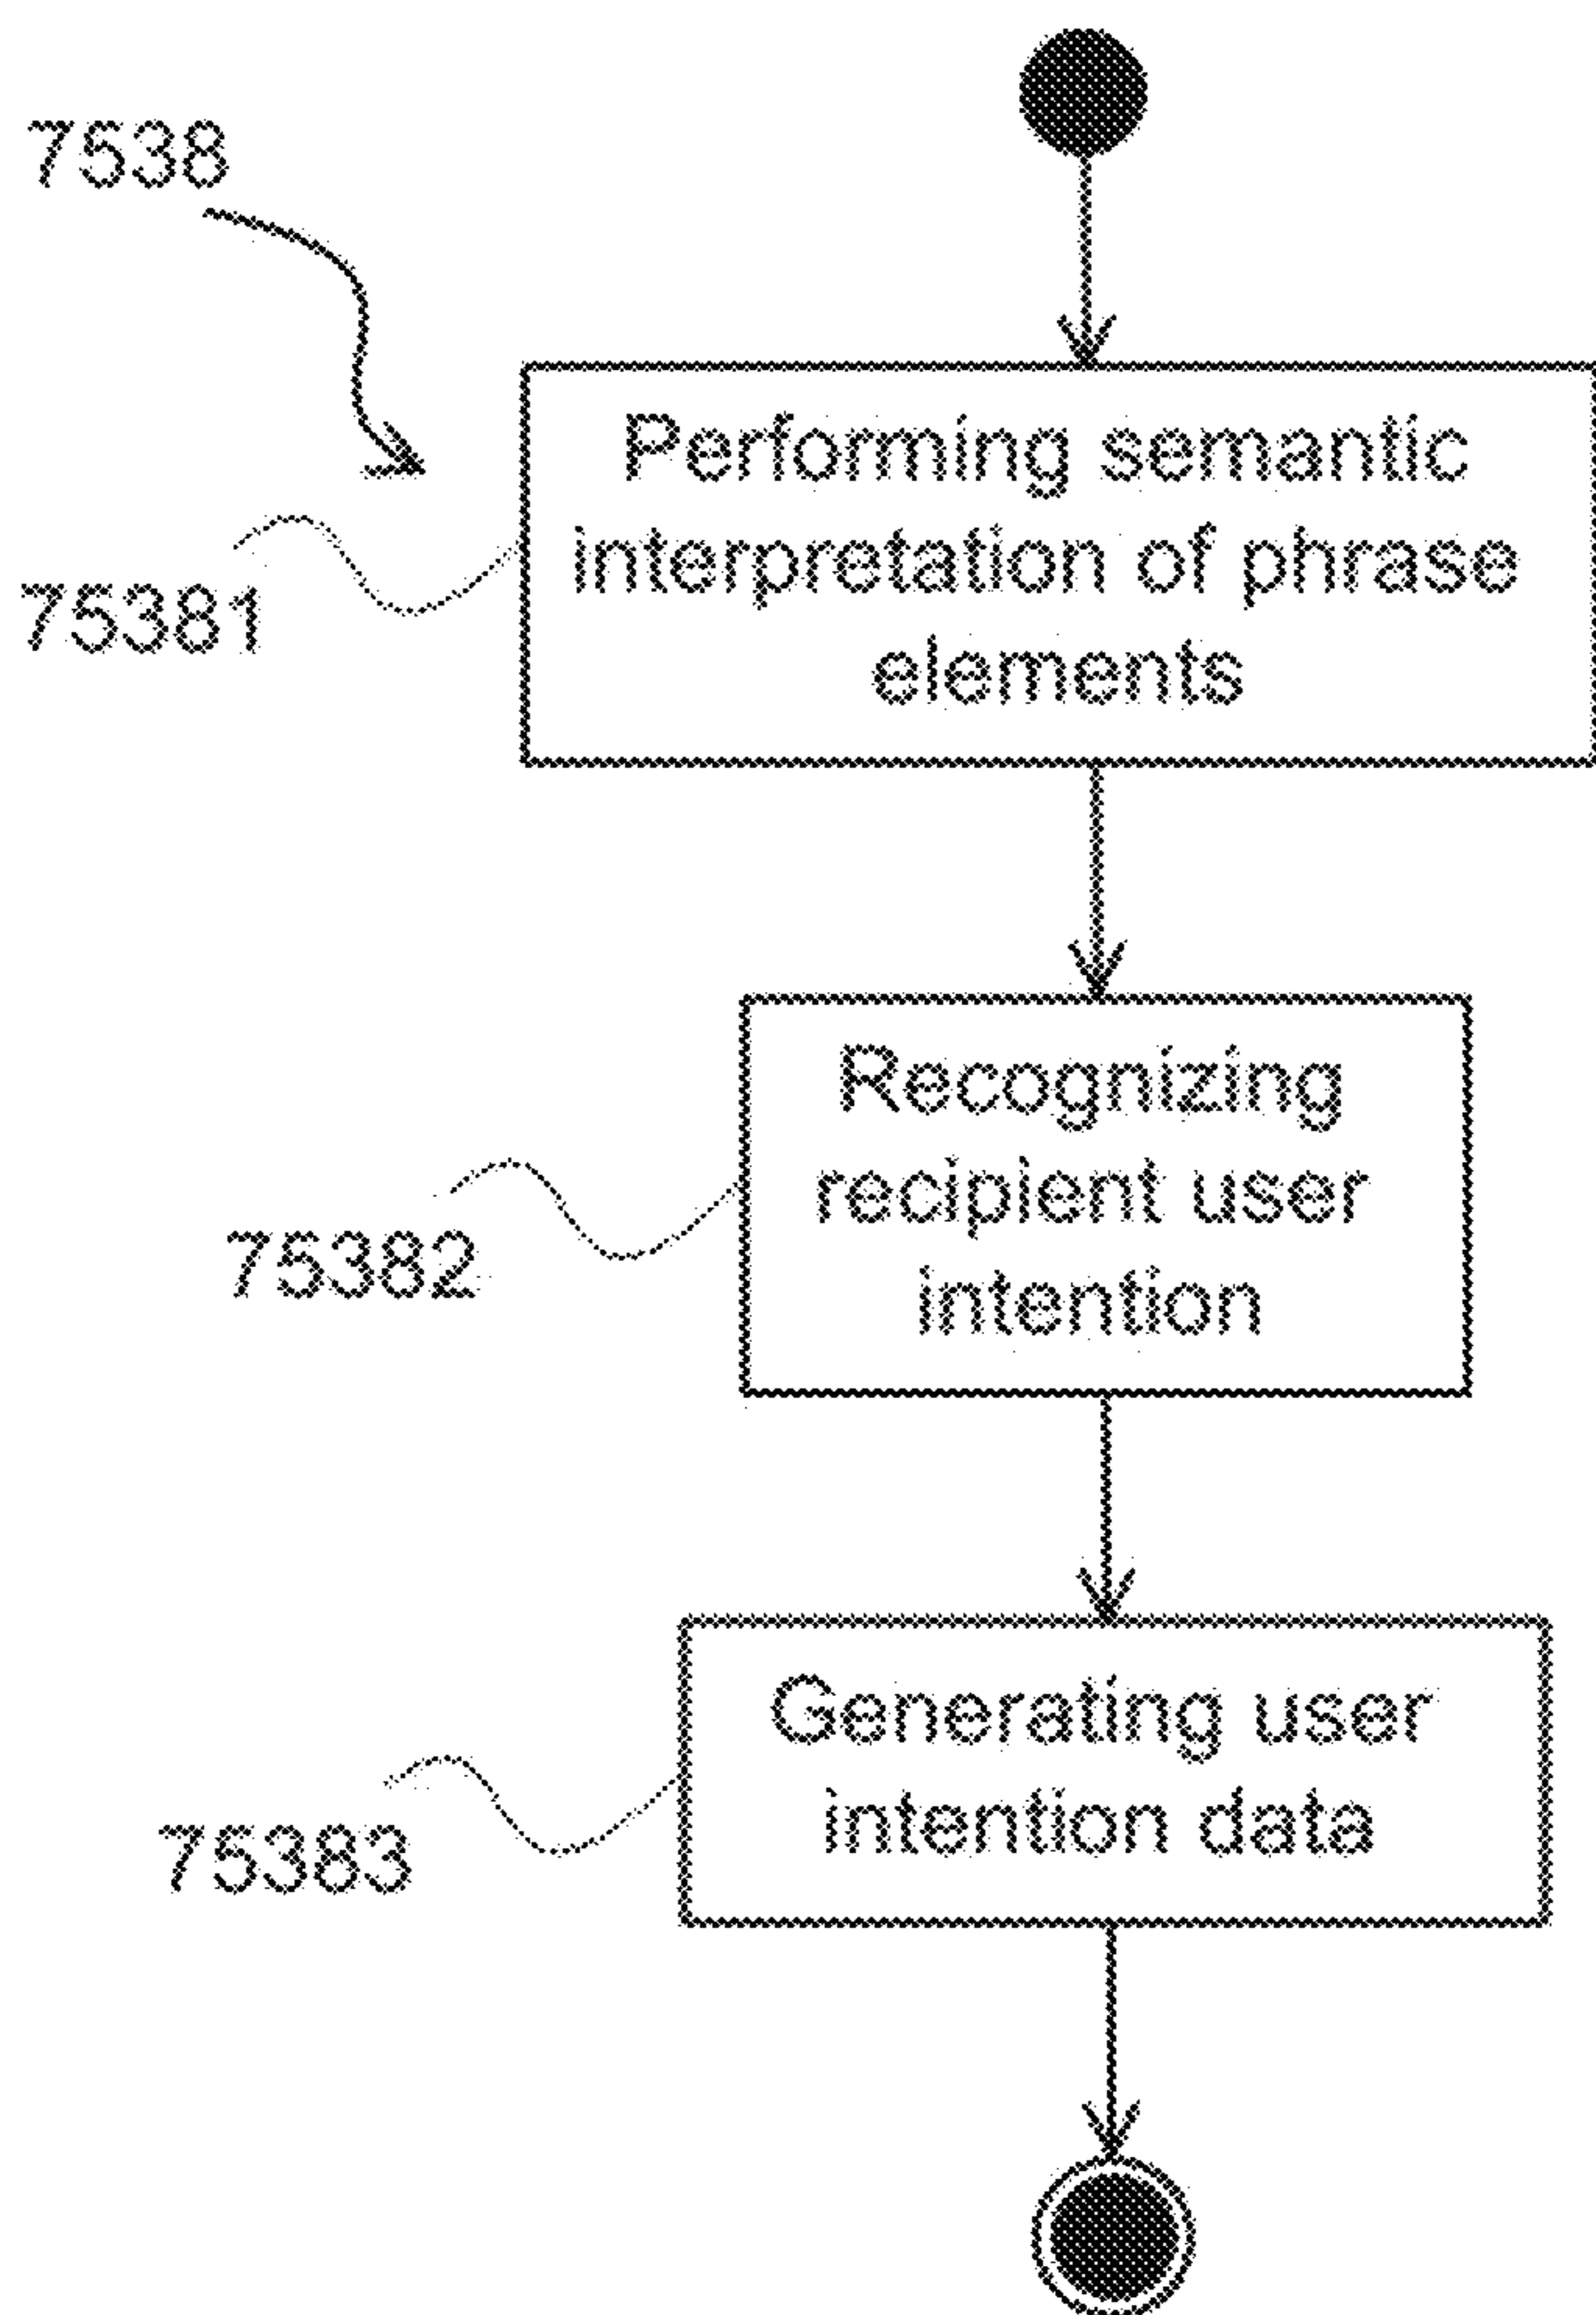 7538
Performing semantic
interpretation of phrase
elements
75381
Recognizing
recipient user
intention
75382
Generating user
intention data
75383